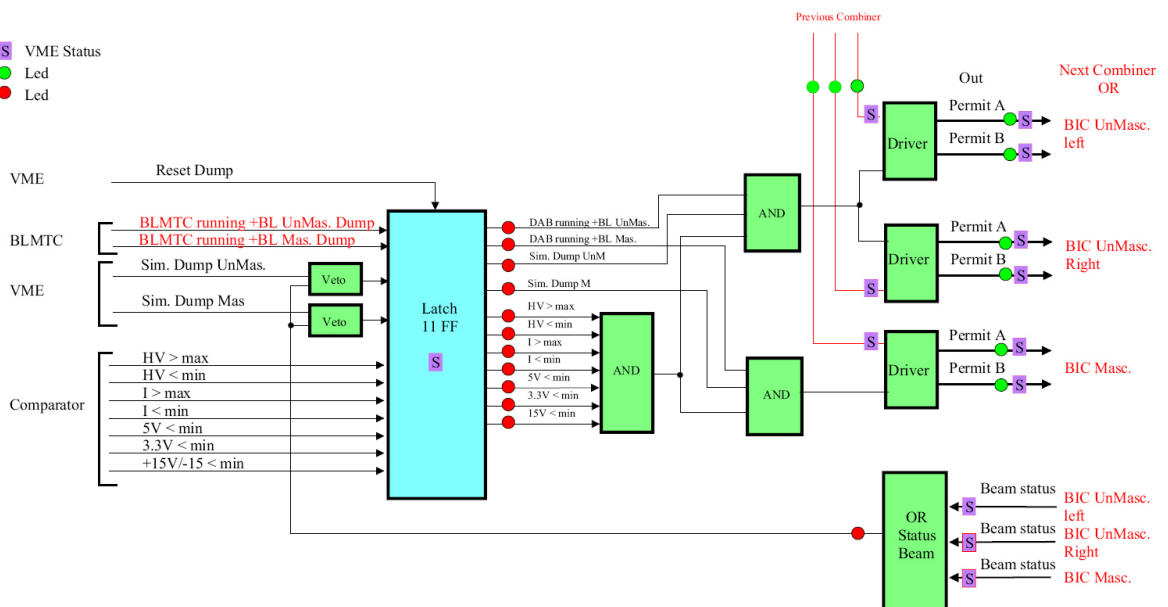 Previous Combiner
S VME Status
Led
Led
Out
Next Combiner
OR
VME
Reset Dump
BLMTC
BLMTC running +BL UnMas. Dump
BLMTC running +BL Mas. Dump
VME
Sim. Dump UnMas.
Sim. Dump Mas
Veto
Veto
Comparator
HV > max
HV < min
I > max
I < min
5V < min
3.3V < min
+15V/-15 < min
Latch
11 FF
S
DAB running +BL UnMas.
DAB running +BL Mas.
Sim. Dump UnM
Sim. Dump M
HV > max
HV < min
I > max
I < min
5V < min
3.3V < min
15V < min
AND
AND
AND
S
Driver
Permit A
S
Permit B
S
BIC UnMasc.
left
S
Driver
Permit A
S
Permit B
S
BIC UnMasc.
Right
S
Driver
Permit A
S
Permit B
S
BIC Masc.
OR
Status
Beam
Beam status
S
BIC UnMasc.
left
Beam status
S
BIC UnMasc.
Right
Beam status
S
BIC Masc.